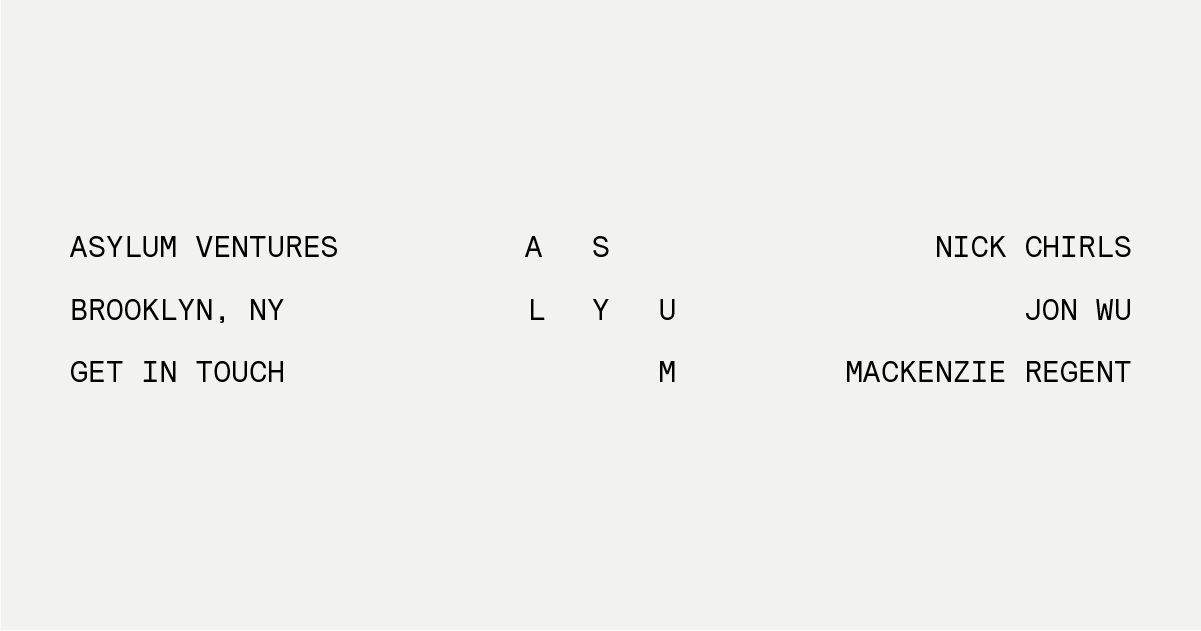 ASYLUM VENTURES
BROOKLYN, NY
GET IN TOUCH
A S
L Y U
M
NICK CHIRLS
JON WU
MACKENZIE REGENT